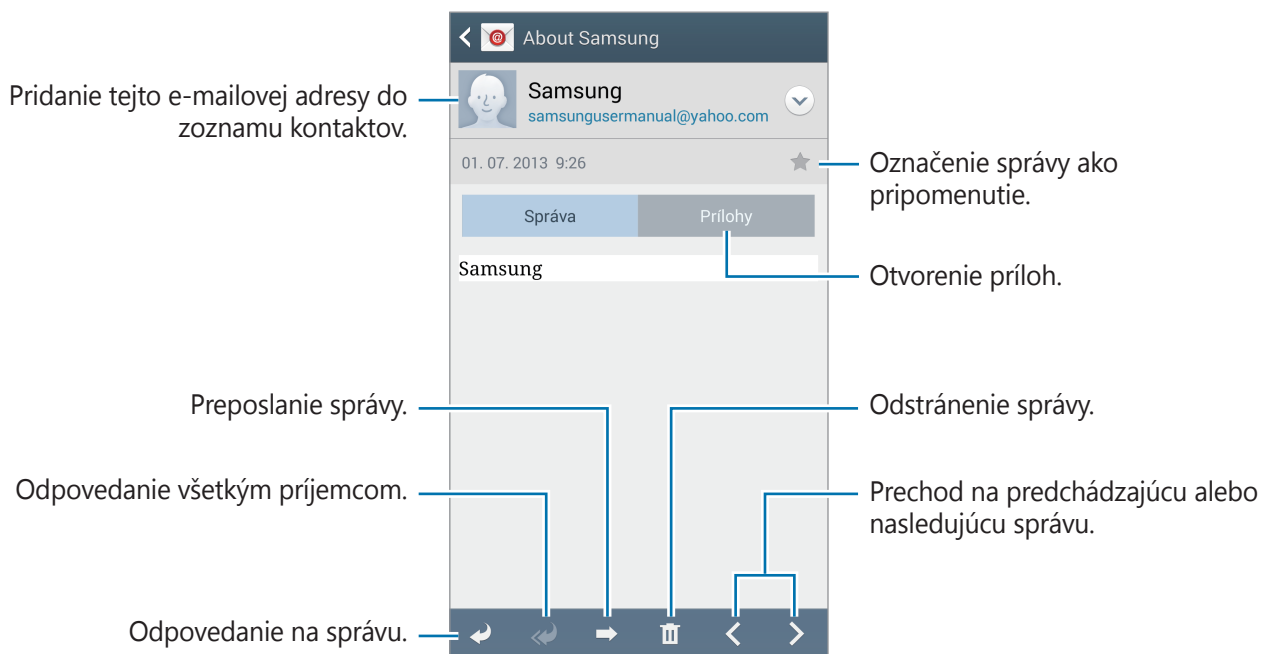 About Samsung
Pridanie tejto e-mailovej adresy do
zoznamu kontaktov.
Samsung
samsungusermanual@yahoo.com
01. 07. 2013 9:26
Označenie správy ako
pripomenutie.
Správa
Prílohy
Samsung
Otvorenie príloh.
Preposlanie správy.
Odstránenie správy.
Odpovedanie všetkým príjemcom.
Prechod na predchádzajúcu alebo
nasledujúcu správu.
Odpovedanie na správu.